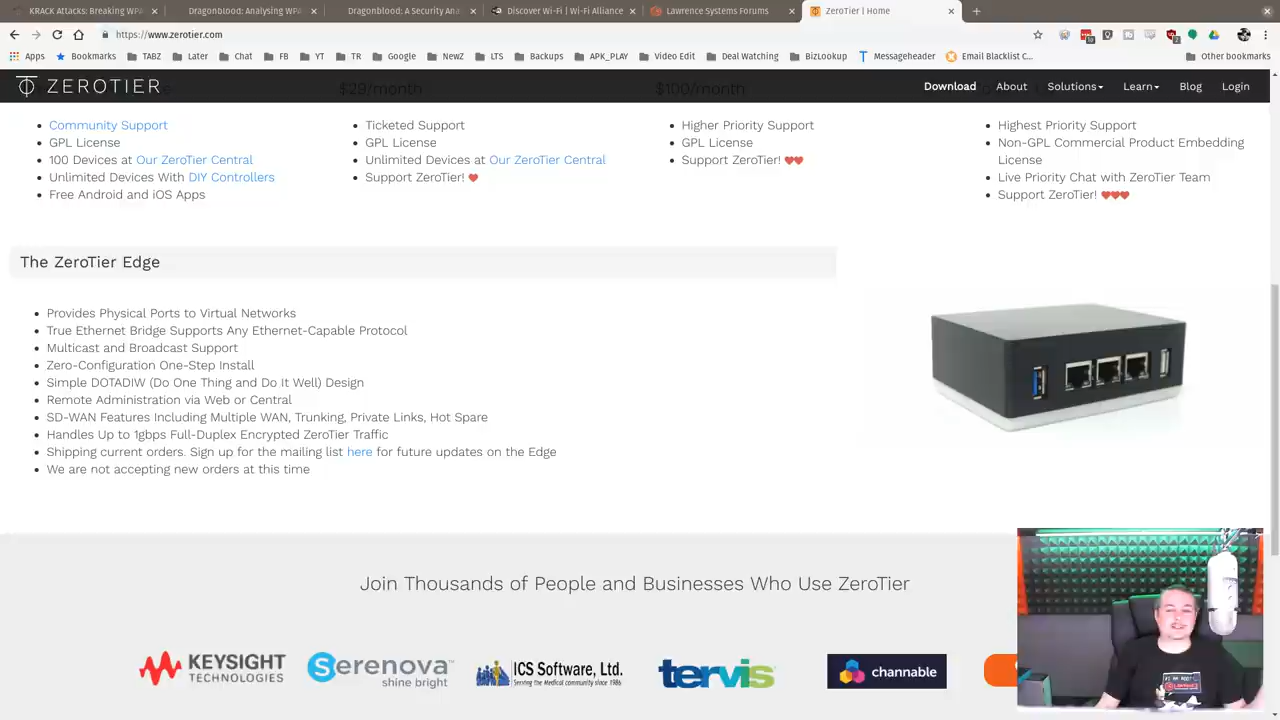 KRACK Attacks: Breaking WPA
Dragonblood: Analysing WPA
Dragonblood: A Security Ana
Discover Wi-Fi | Wi-Fi Alliance
Lawrence Systems Forums
ZeroTier | Home
https://www.zerotier.com
Apps
Bookmarks
TABZ
Later
Chat
FB
YT
TR
Google
NewZ
LTS
Backups
APK_PLAY
Video Edit
Deal Watching
BizLookup
Messageheader
Email Blacklist C...
Other bookmarks
ZEROTIER
Download
About
Solutions
Learn
Blog
Login
$29/month
$100/month
Community Support
GPL License
100 Devices at Our ZeroTier Central
Unlimited Devices With DIY Controllers
Free Android and iOS Apps
Ticketed Support
GPL License
Unlimited Devices at Our ZeroTier Central
Support ZeroTier!
Higher Priority Support
GPL License
Support ZeroTier!
Highest Priority Support
Non-GPL Commercial Product Embedding
License
Live Priority Chat with ZeroTier Team
Support ZeroTier!
The ZeroTier Edge
Provides Physical Ports to Virtual Networks
True Ethernet Bridge Supports Any Ethernet-Capable Protocol
Multicast and Broadcast Support
Zero-Configuration One-Step Install
Simple DOTADIW (Do One Thing and Do It Well) Design
Remote Administration via Web or Central
SD-WAN Features Including Multiple WAN, Trunking, Private Links, Hot Spare
Handles Up to 1gbps Full-Duplex Encrypted ZeroTier Traffic
Shipping current orders. Sign up for the mailing list here for future updates on the Edge
We are not accepting new orders at this time
Join Thousands of People and Businesses Who Use ZeroTier
KEYSIGHT
TECHNOLOGIES
Serenova
shine bright
ICS Software, Ltd.
Serving the Medical community since 1986
tervis
channable